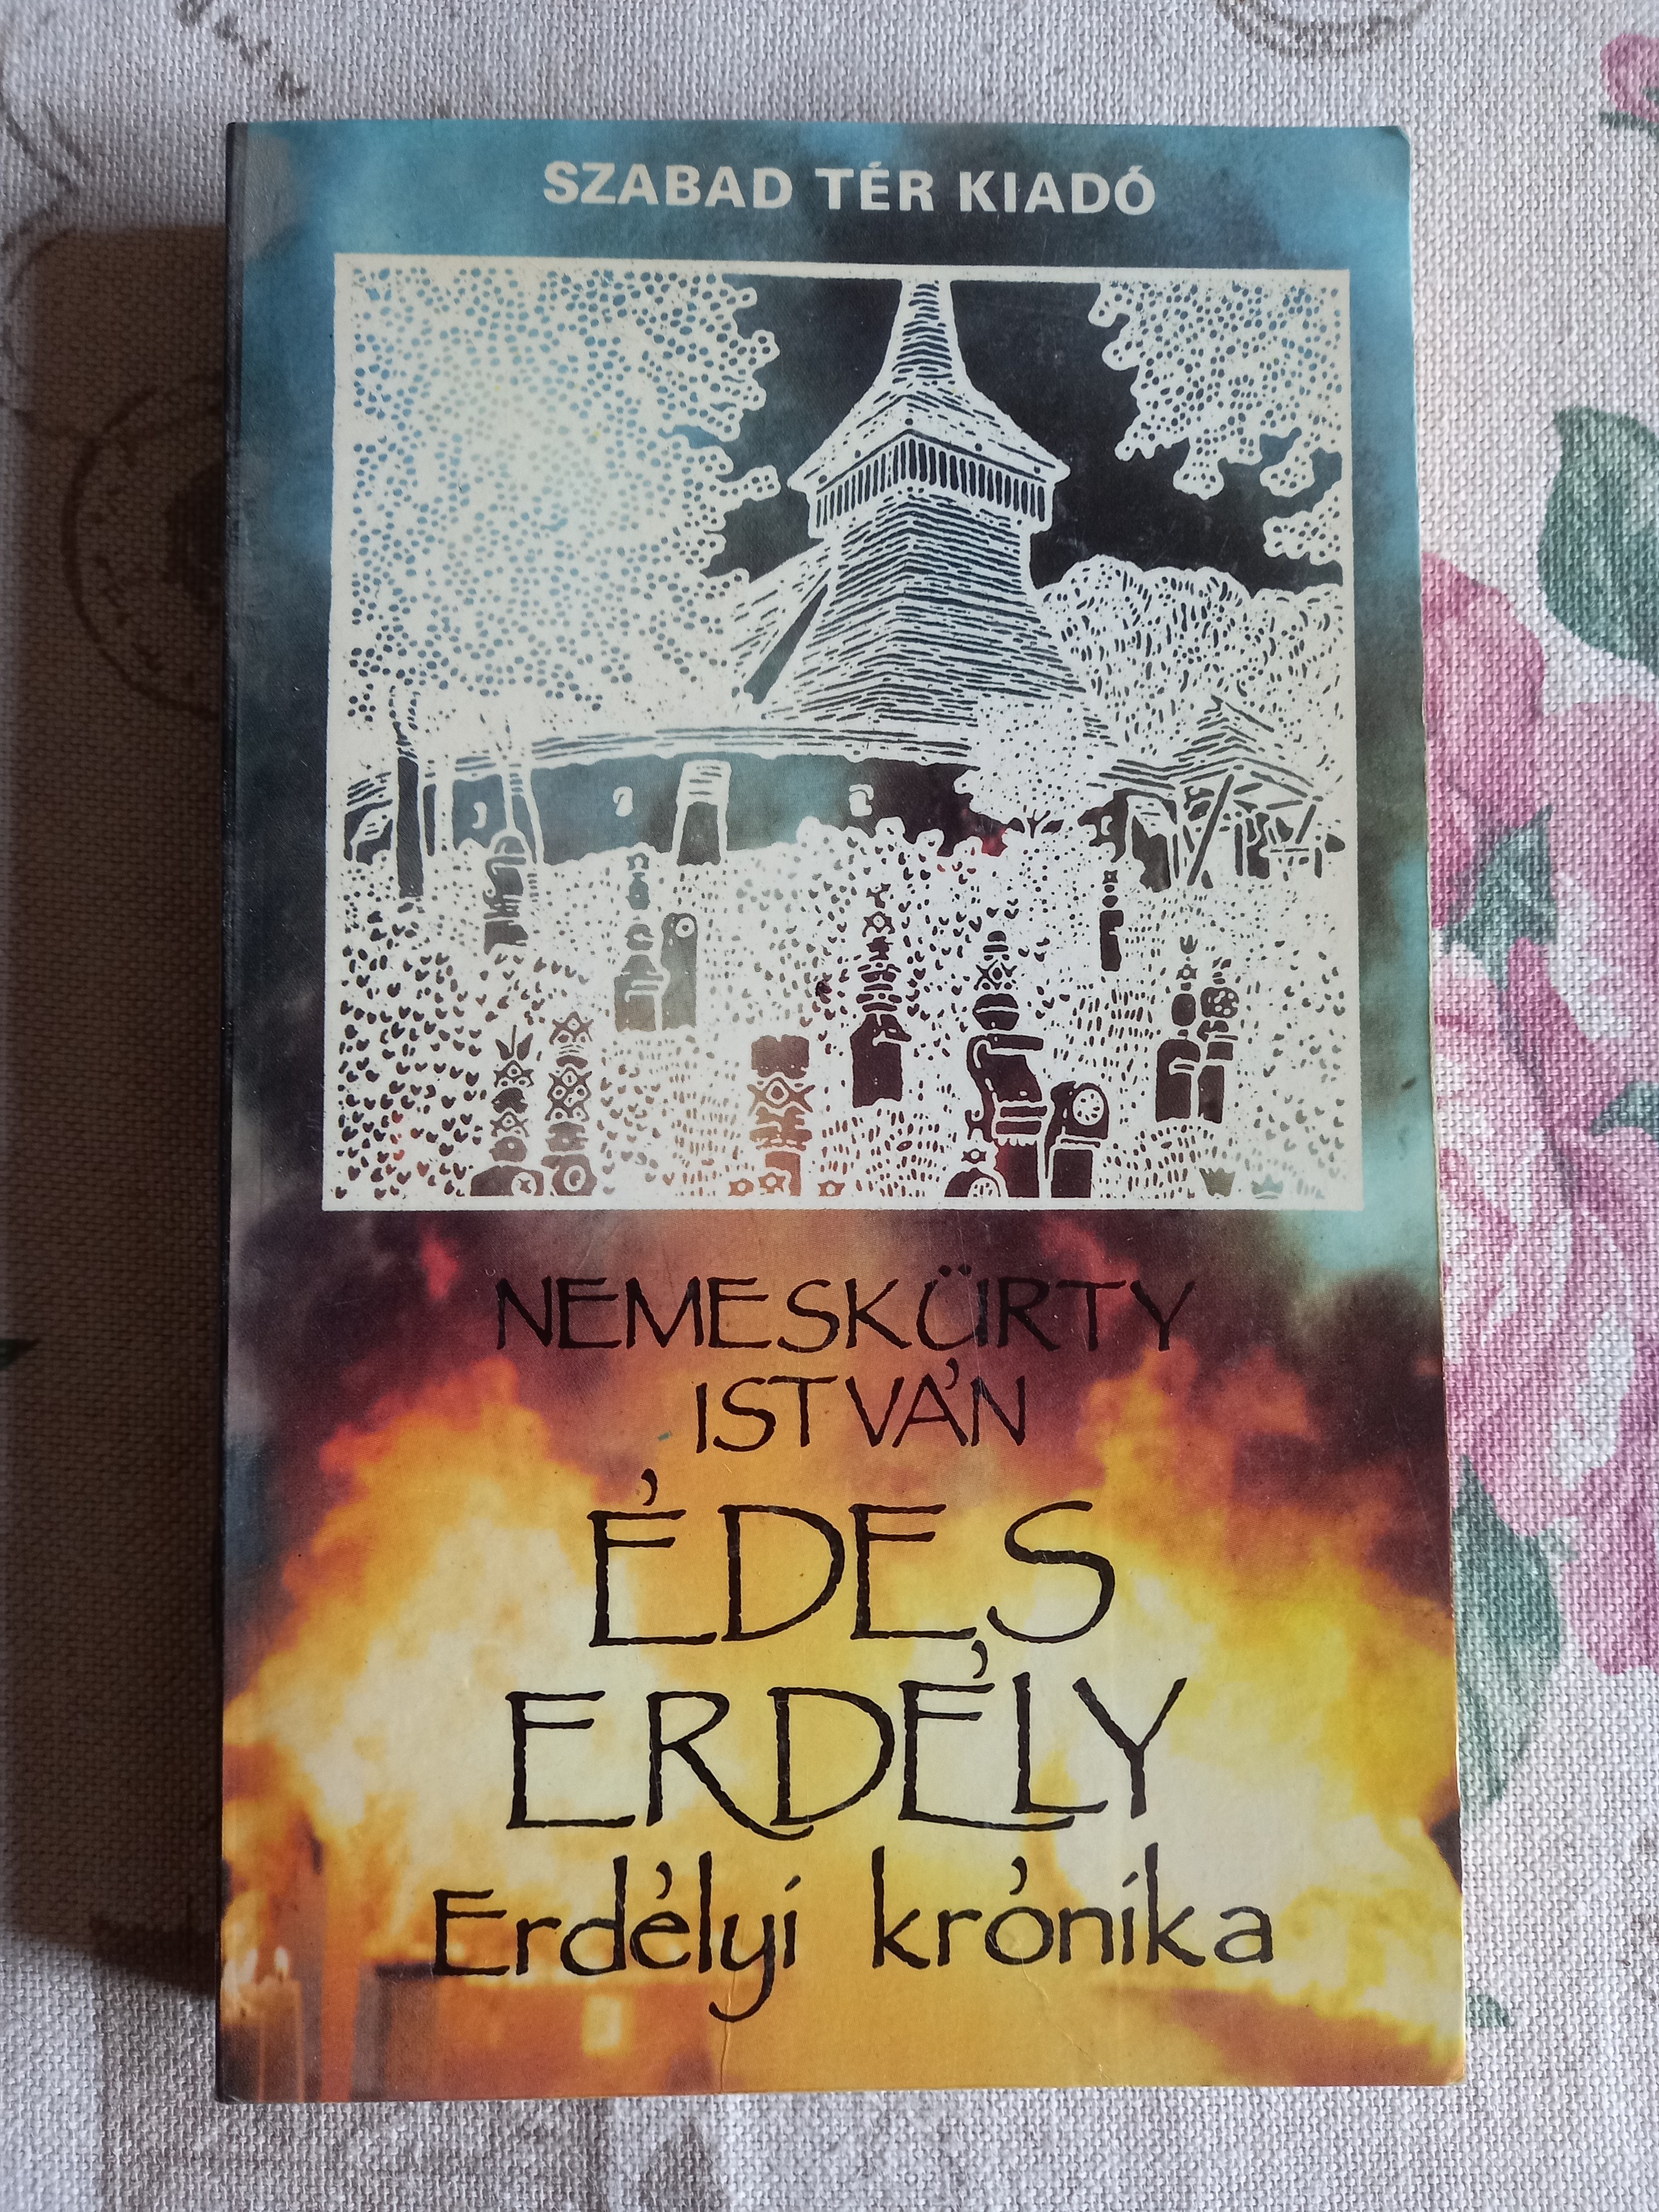 SZABAD TÉR KIADÓ
NEMESKÜRTY
ISTVÁN
ÉDES
ERDÉLY
Erdélyi krónika